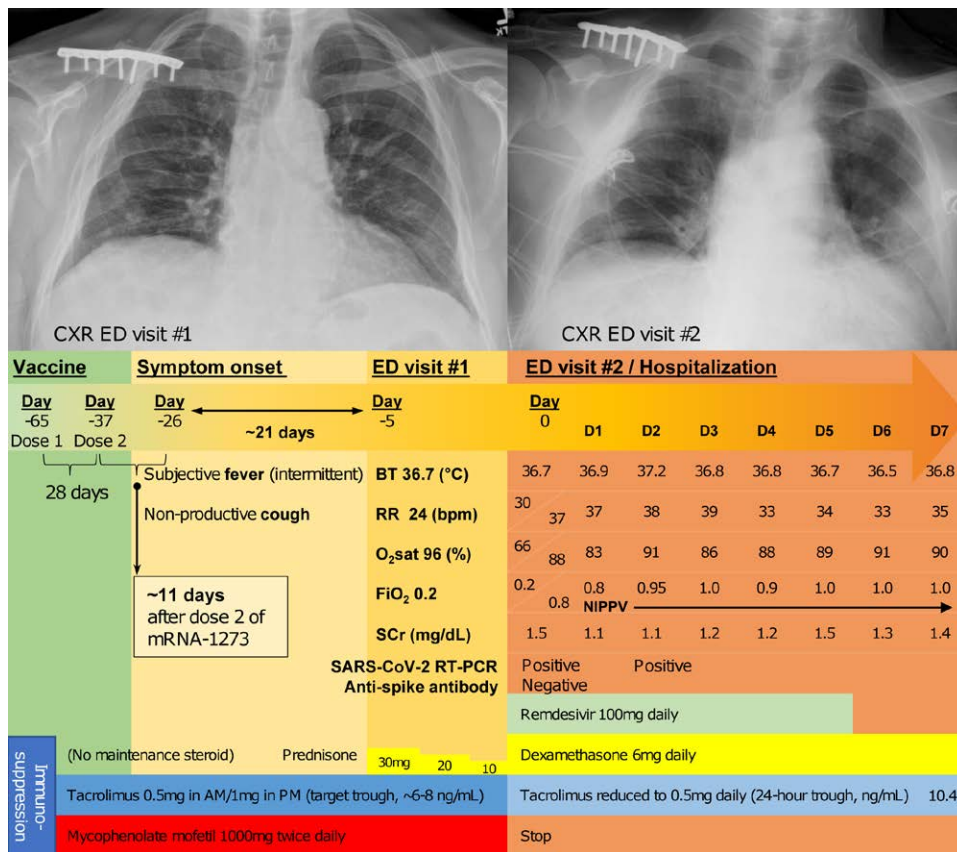 CXR ED visit #1
CXR ED visit #2
Vaccine Symptom onset ED visit #1 ED visit #2 / Hospitalization
Day Day Day Day Day
-65 -37 -26 -5 0
Dose 1 Dose 2 ~21 days D1 D2 D3 D4 D5 D6 D7
28 days
Subjective fever (intermittent) BT 36.7 (°C) 36.7 36.9 37.2 36.8 36.8 36.7 36.5 36.8
Non-productive cough RR 24 (bpm) 30 37 37 38 39 33 34 33 35
O₂sat 96 (%) 66 88 83 91 86 88 89 91 90
~11 days
after dose 2 of
mRNA-1273
FiO₂ 0.2 0.2 0.8 0.8 0.95 1.0 0.9 1.0 1.0 1.0
NIPPV
SCr (mg/dL) 1.5 1.1 1.1 1.2 1.2 1.5 1.3 1.4
SARS-CoV-2 RT-PCR Positive Positive
Anti-spike antibody Negative
Remdesivir 100mg daily
Immuno-
suppression
(No maintenance steroid) Prednisone 30mg 20 10 Dexamethasone 6mg daily
Tacrolimus 0.5mg in AM/1mg in PM (target trough, ~6-8 ng/mL) Tacrolimus reduced to 0.5mg daily (24-hour trough, ng/mL) 10.4
Mycophenolate mofetil 1000mg twice daily Stop